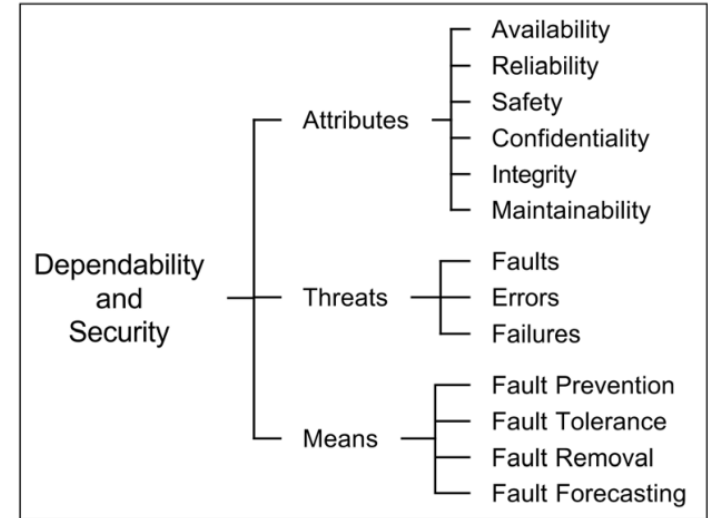 Dependability
and
Security
Attributes
Availability
Reliability
Safety
Confidentiality
Integrity
Maintainability
Threats
Faults
Errors
Failures
Means
Fault Prevention
Fault Tolerance
Fault Removal
Fault Forecasting